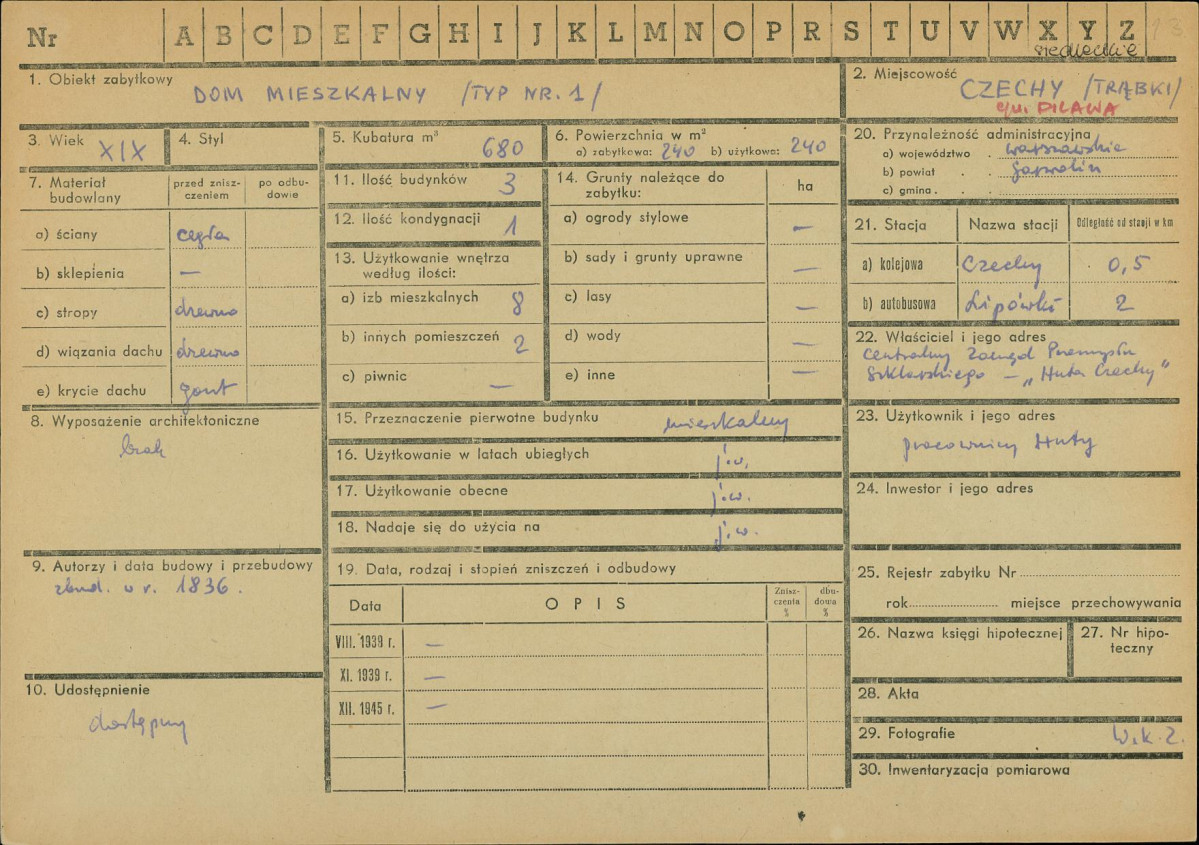 Nr A B C D E F G H I J K L M N O P R S T U V W X Y Z 13
siedleckie
1. Obiekt zabytkowy
DOM MIESZKALNY /TYP NR. 1/
2. Miejscowość
CZECHY /TRĄBKI/
gm. PILAWA
3. Wiek XIX
4. Styl
5. Kubatura m³ 680
6. Powierzchnia w m²
a) zabytkowa: 240 b) użytkowa: 240
7. Materiał budowlany
przed zniszczeniem
po odbudowie
a) ściany cegła
b) sklepienia —
c) stropy drewno
d) wiązania dachu drewno
e) krycie dachu gont
8. Wyposażenie architektoniczne
brak
9. Autorzy i data budowy i przebudowy
zbud. w r. 1836.
10. Udostępnienie
dostępny
11. Ilość budynków 3
12. Ilość kondygnacji 1
13. Użytkowanie wnętrza
według ilości:
a) izb mieszkalnych 8
b) innych pomieszczeń 2
c) piwnic —
14. Grunty należące do
zabytku: ha
a) ogrody stylowe —
b) sady i grunty uprawne —
c) lasy —
d) wody —
e) inne —
15. Przeznaczenie pierwotne budynku mieszkalny
16. Użytkowanie w latach ubiegłych j.w.
17. Użytkowanie obecne j.w.
18. Nadaje się do użycia na j.w.
19. Data, rodzaj i stopień zniszczeń i odbudowy
Data OPIS
Znisz-
czenia
%
dbu-
dowa
%
VIII. 1939 r. —
XI. 1939 r. —
XII. 1945 r. —
20. Przynależność administracyjna
a) województwo warszawskie
b) powiat Garwolin
c) gmina
21. Stacja Nazwa stacji Odległość od stacji w km
a) kolejowa Czechy 0,5
b) autobusowa Lipówki 2
22. Właściciel i jego adres
Centralny Zarząd Przemysłu
Szklarskiego — „Huta Czechy"
23. Użytkownik i jego adres
pracownicy Huty
24. Inwestor i jego adres
25. Rejestr zabytku Nr
rok miejsce przechowywania
26. Nazwa księgi hipotecznej
27. Nr hipo-
teczny
28. Akta
29. Fotografie W.K.Z.
30. Inwentaryzacja pomiarowa